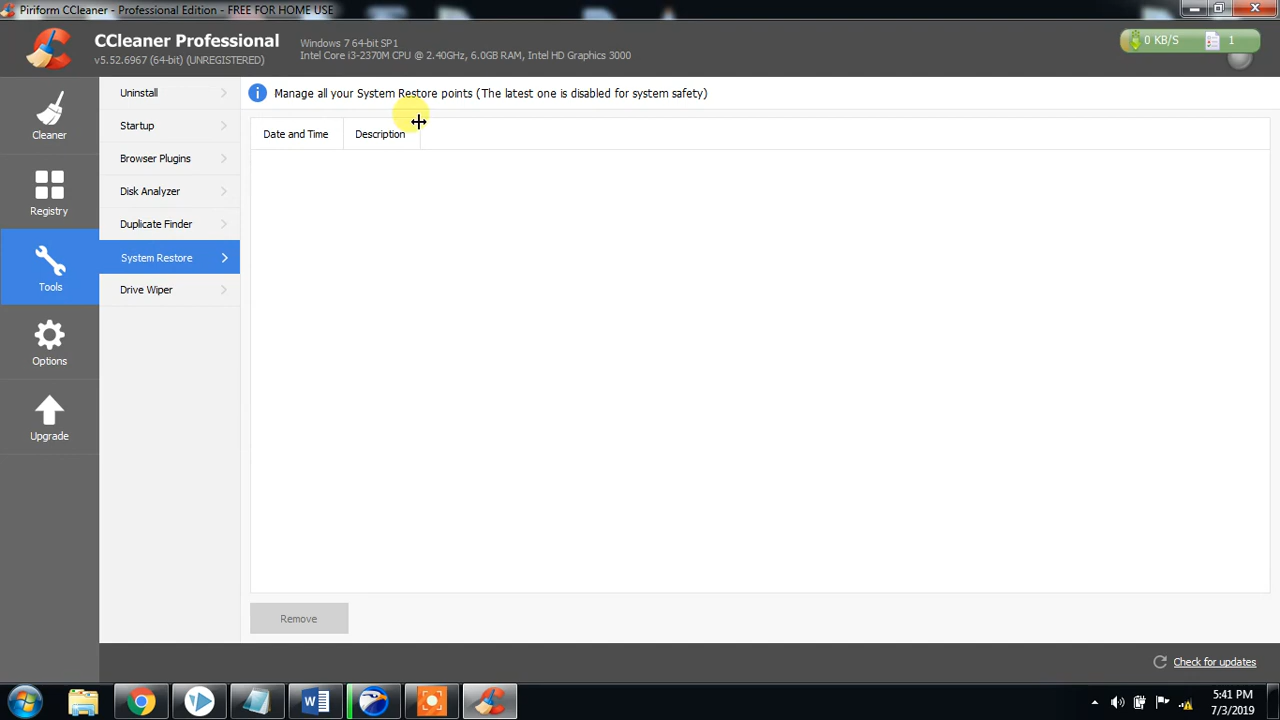 Piriform CCleaner - Professional Edition - FREE FOR HOME USE
CCleaner Professional
v5.52.6967 (64-bit) (UNREGISTERED)
Windows 7 64-bit SP1
Intel Core i3-2370M CPU @ 2.40GHz, 6.0GB RAM, Intel HD Graphics 3000
0 KB/S
1
Cleaner
Registry
Tools
Options
Upgrade
Uninstall
Startup
Browser Plugins
Disk Analyzer
Duplicate Finder
System Restore
Drive Wiper
Manage all your System Restore points (The latest one is disabled for system safety)
Date and Time
Description
Remove
Check for updates
5:41 PM
7/3/2019